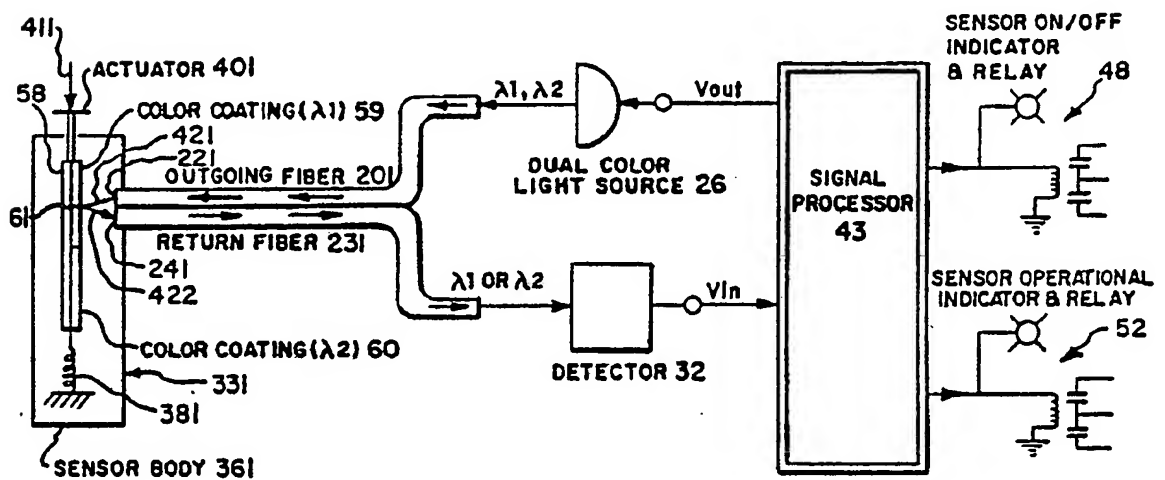 411
ACTUATOR 401
58
COLOR COATING (λ1) 59
421
221
OUTGOING FIBER 201
61
RETURN FIBER 231
241
422
COLOR COATING (λ2) 60
331
381
SENSOR BODY 361
λ1, λ2
Vout
DUAL COLOR
LIGHT SOURCE 26
λ1 OR λ2
VIn
DETECTOR 32
SIGNAL
PROCESSOR
43
SENSOR ON/OFF
INDICATOR
& RELAY
48
SENSOR OPERATIONAL
INDICATOR & RELAY
52